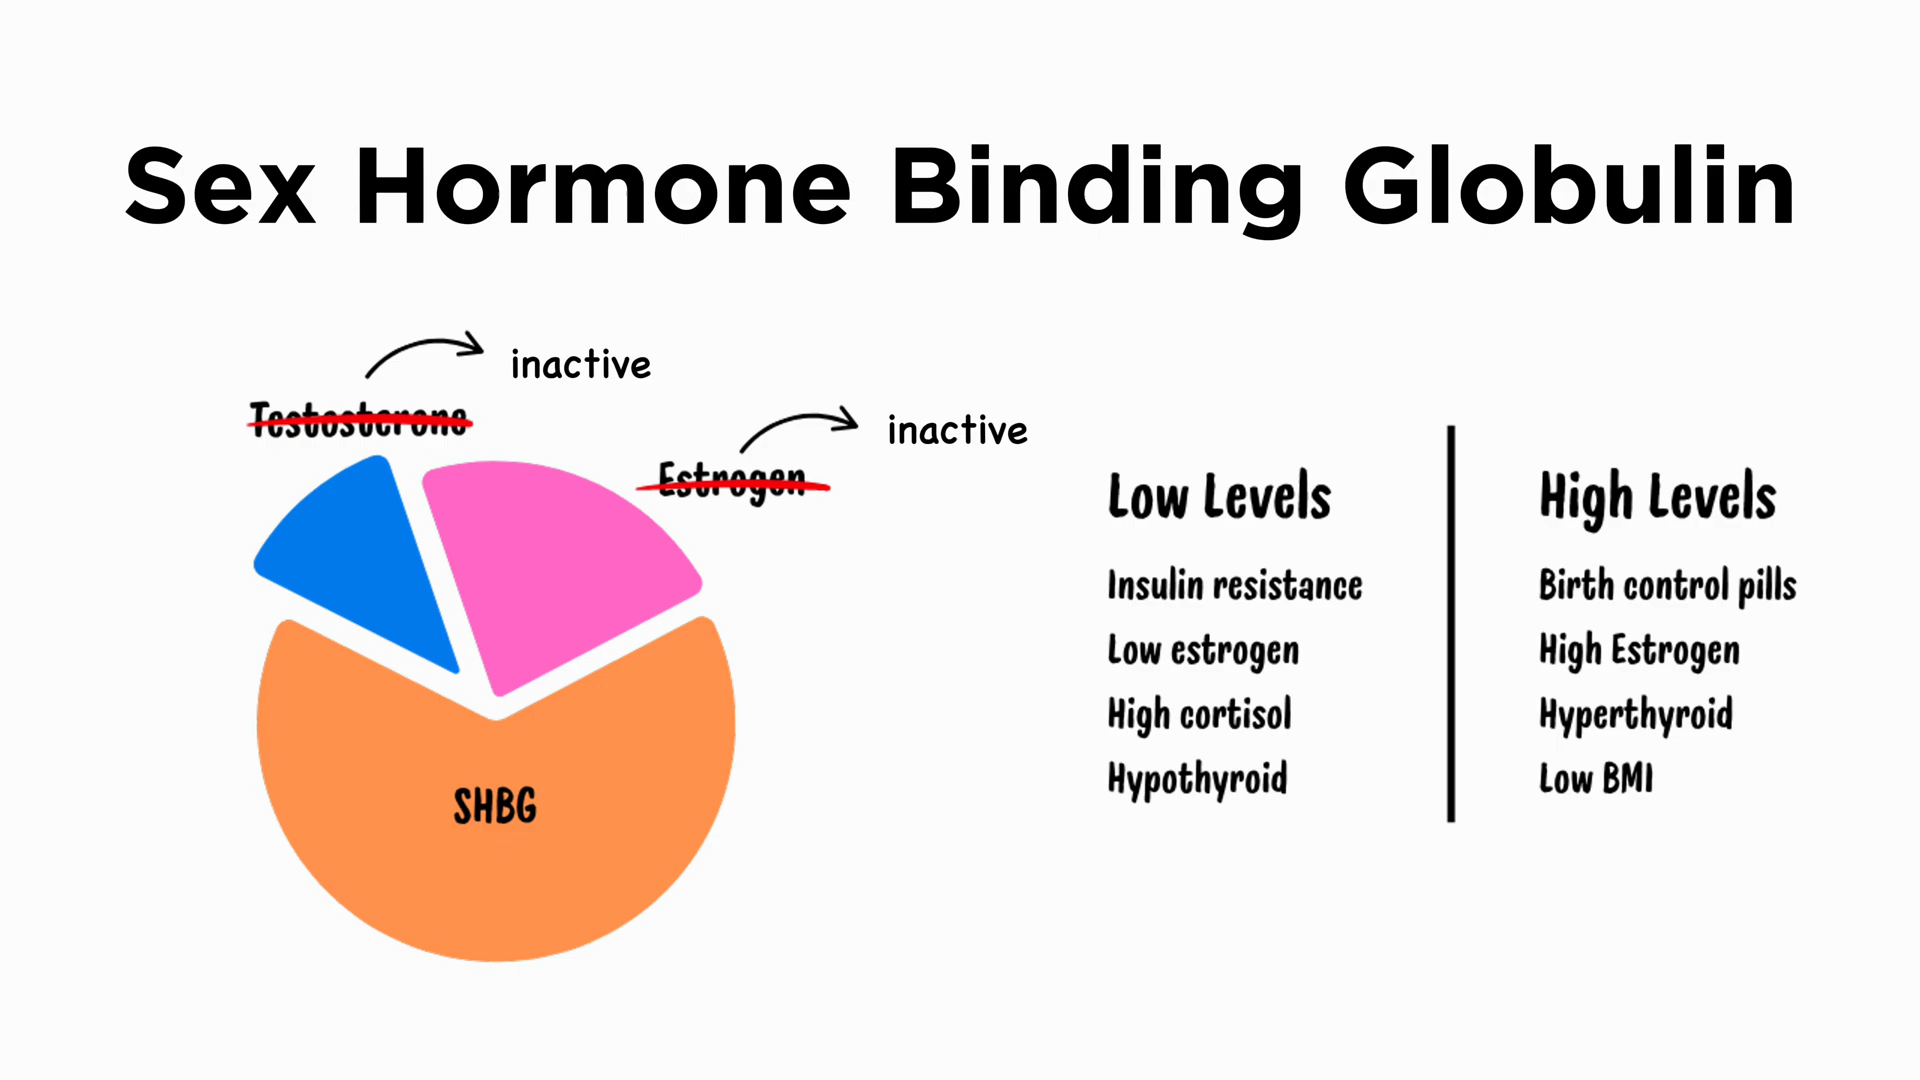 Sex Hormone Binding Globulin
inactive
Testosterone
inactive
Estrogen
SHBG
Low Levels
Insulin resistance
Low estrogen
High cortisol
Hypothyroid
High Levels
Birth control pills
High Estrogen
Hyperthyroid
Low BMI